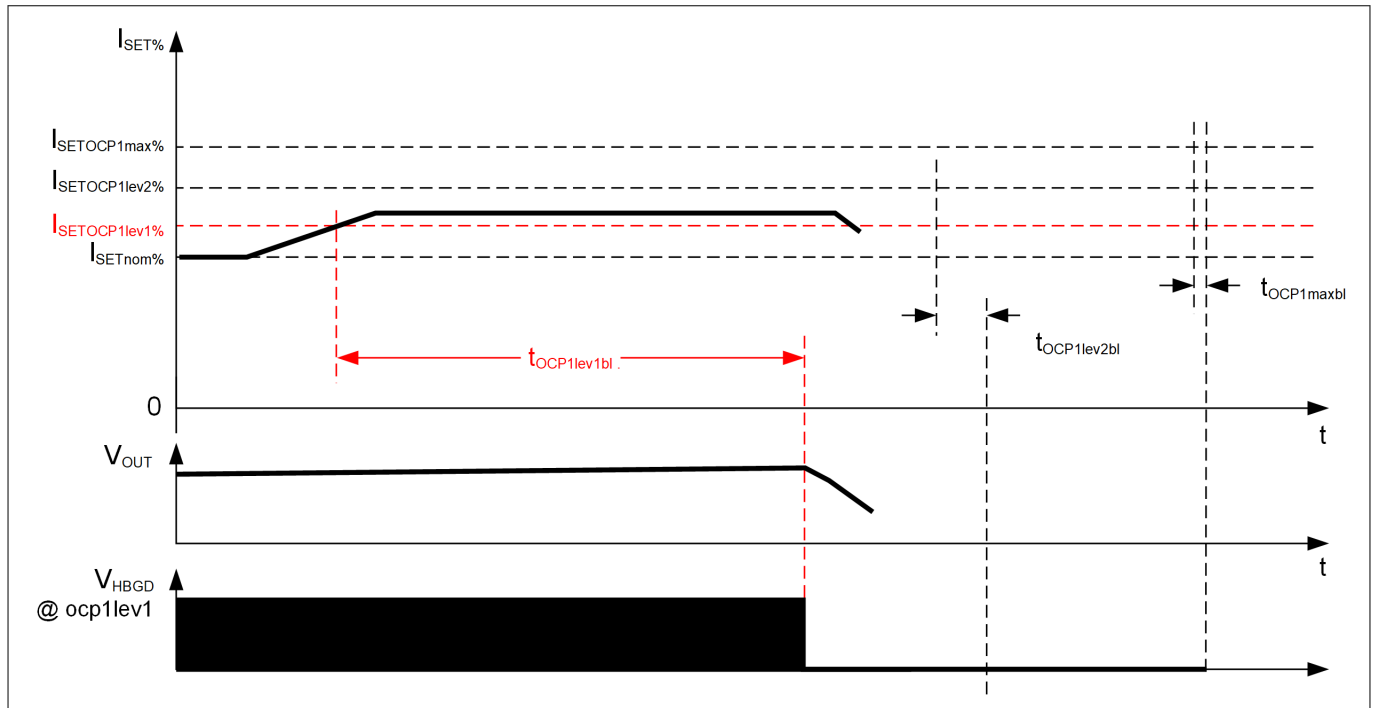 ISET%
ISETOCP1max%
ISETOCP1lev2%
ISETOCP1lev1%
ISETnom%
tOCP1maxbl
tOCP1lev2bl
tOCP1lev1bl .
0
t
VOUT
t
VHBGD
@ ocp1lev1
t